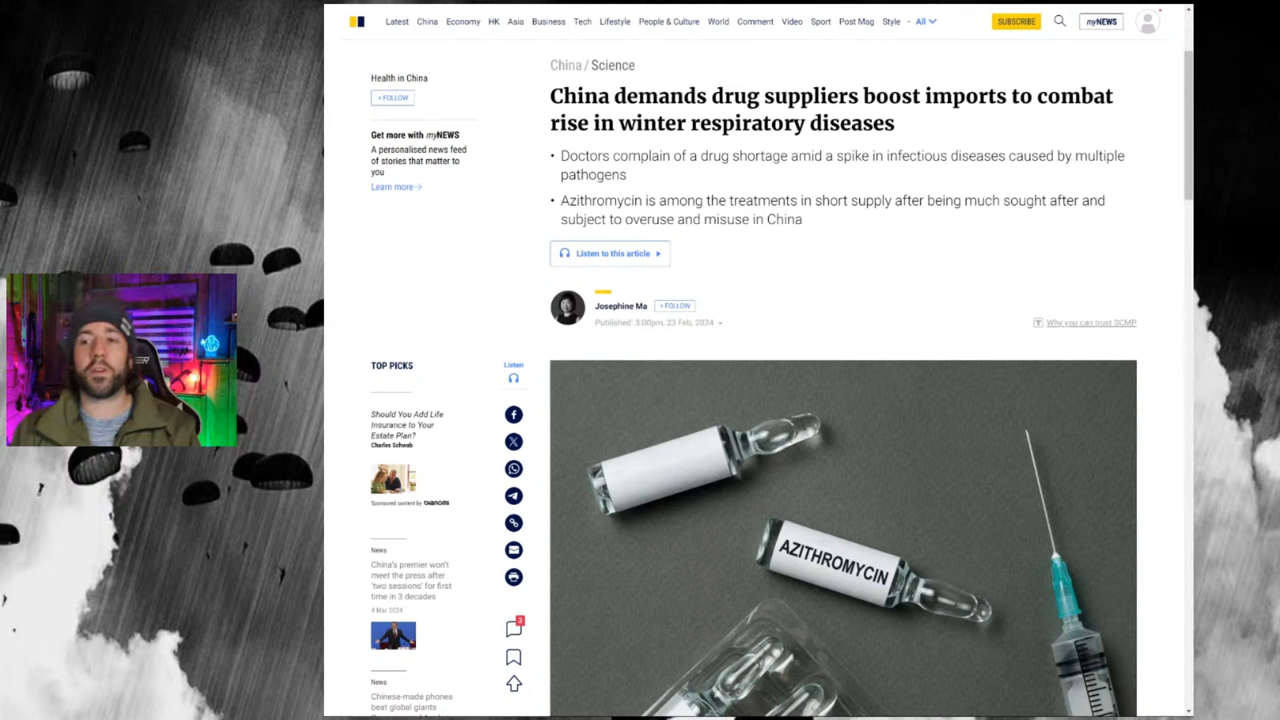 Latest China Economy HK Asia Business Tech Lifestyle People & Culture World Comment Video Sport Post Mag Style All
SUBSCRIBE
myNEWS
China / Science
China demands drug suppliers boost imports to combat
rise in winter respiratory diseases
• Doctors complain of a drug shortage amid a spike in infectious diseases caused by multiple
pathogens
• Azithromycin is among the treatments in short supply after being much sought after and
subject to overuse and misuse in China
Listen to this article
Josephine Ma
+ FOLLOW
Published: 3:00pm, 23 Feb, 2024
Why you can trust SCMP
Health in China
+ FOLLOW
Get more with myNEWS
A personalised news feed
of stories that matter to
you
Learn more
TOP PICKS
Listen
Should You Add Life
Insurance to Your
Estate Plan?
Charles Schwab
Sponsored content by DIANOMI
News
China's premier won't
meet the press after
'two sessions' for first
time in 3 decades
4 Mar 2024
3
News
Chinese-made phones
beat global giants
AZITHROMYCIN